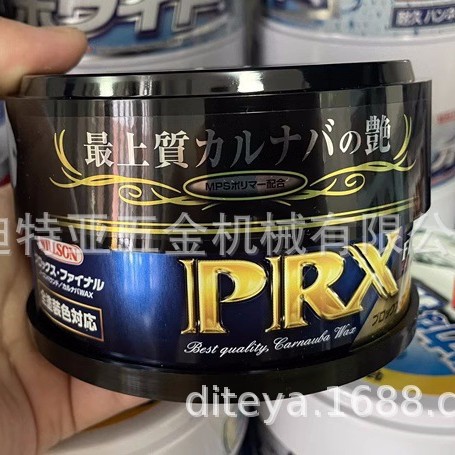 最上質カルナバの艶
MPSポリマー配合
迪特亚五金机械有限公
WILLSON
プロックス・ファイナル
全塗装色対応
PRX
Best quality, Carnauba Wax
diteya.1688.c